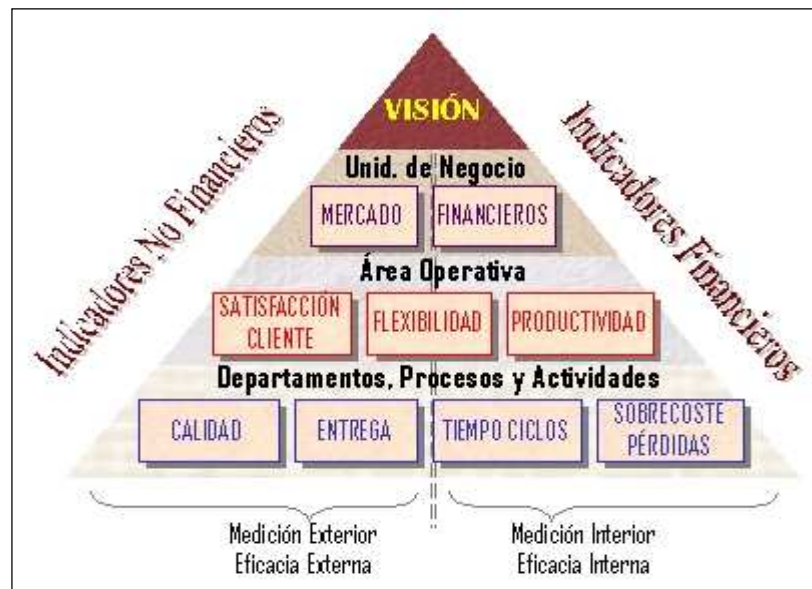 VISIÓN
Indicadores No Financieros
Indicadores Financieros
Unid. de Negocio
MERCADO
FINANCIEROS
Área Operativa
SATISFACCIÓN
CLIENTE
FLEXIBILIDAD
PRODUCTIVIDAD
Departamentos, Procesos y Actividades
CALIDAD
ENTREGA
TIEMPO CICLOS
SOBRECOSTE
PÉRDIDAS
Medición Exterior
Eficacia Externa
Medición Interior
Eficacia Interna